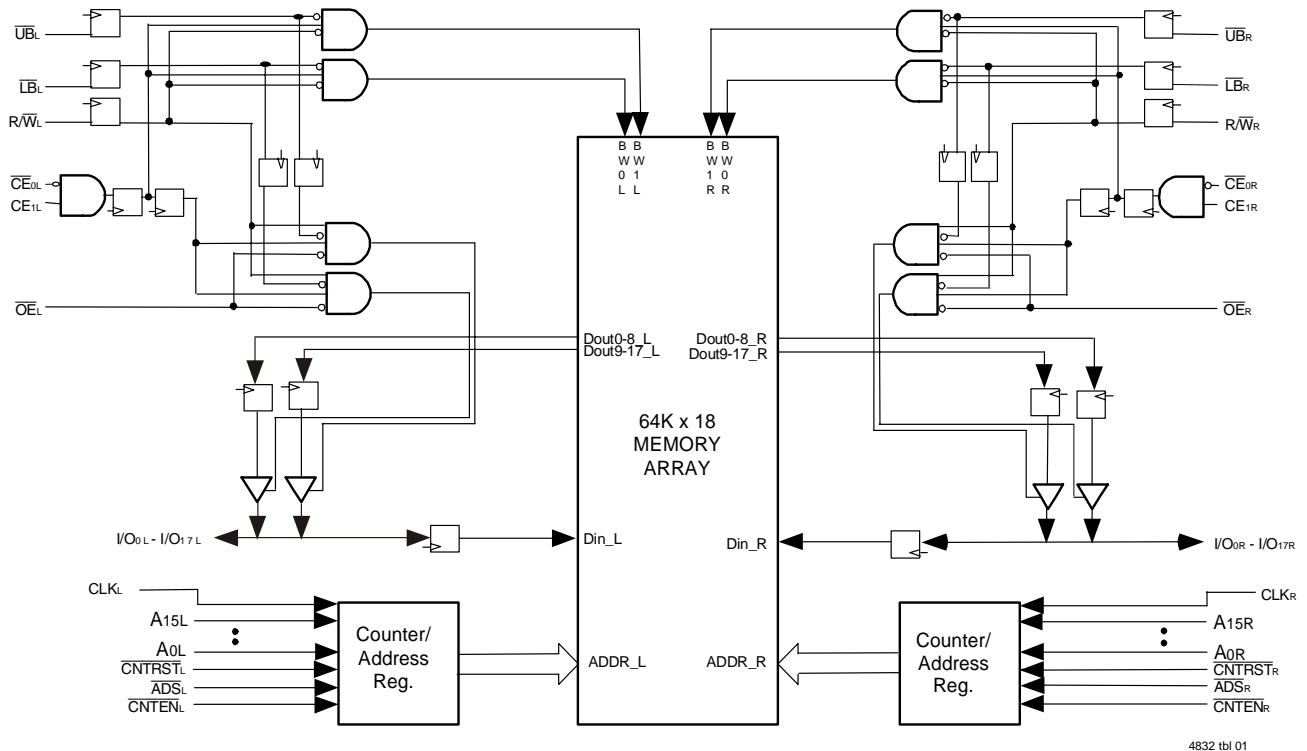 UBL
UBR
LBL
LBR
R/WL
R/WR
B
W
0
L
B
W
1
L
B
W
1
R
B
W
0
R
CE0L
CE1L
CE0R
CE1R
OEL
OER
Dout0-8_L
Dout9-17_L
Dout0-8_R
Dout9-17_R
64K x 18
MEMORY
ARRAY
I/O0L - I/O17L
Din_L
Din_R
I/O0R - I/O17R
CLKL
A15L
A0L
CNTRSTL
ADSL
CNTENL
Counter/
Address
Reg.
ADDR_L
ADDR_R
Counter/
Address
Reg.
CLKR
A15R
A0R
CNTRSTR
ADSR
CNTENR
4832 tbl 01